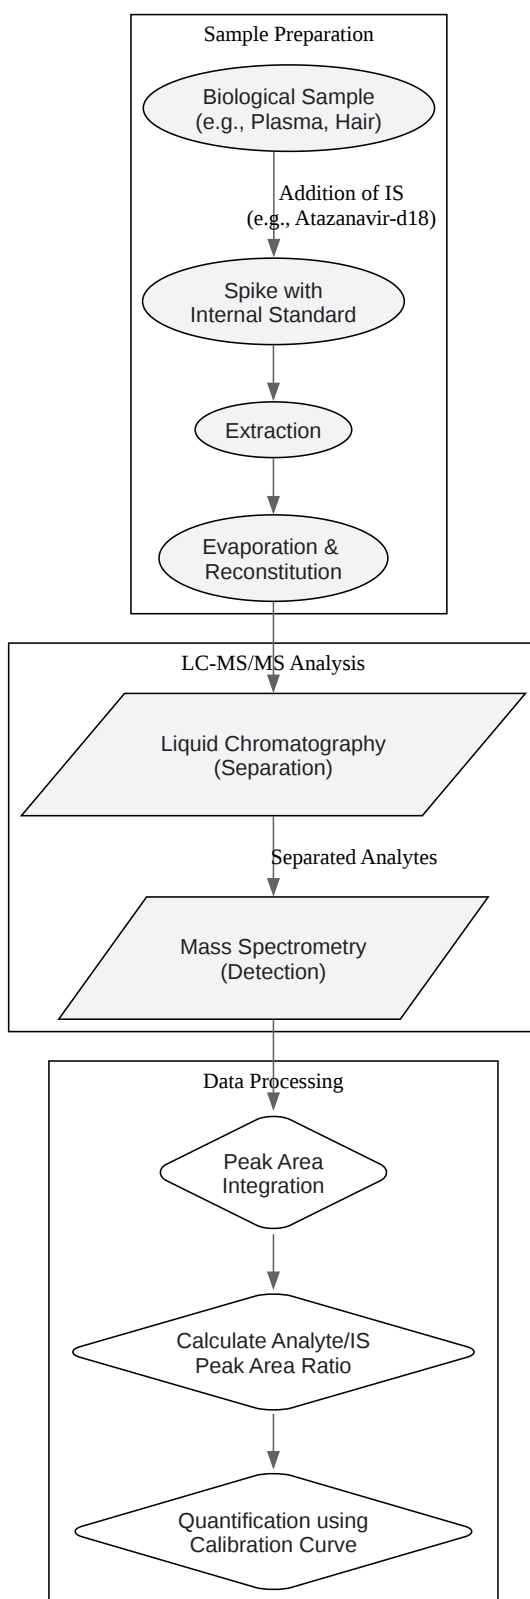 Sample Preparation
Biological Sample
(e.g., Plasma, Hair)
Addition of IS
(e.g., Atazanavir-d18)
Spike with
Internal Standard
Extraction
Evaporation &
Reconstitution
LC-MS/MS Analysis
Liquid Chromatography
(Separation)
Separated Analytes
Mass Spectrometry
(Detection)
Data Processing
Peak Area
Integration
Calculate Analyte/IS
Peak Area Ratio
Quantification using
Calibration Curve